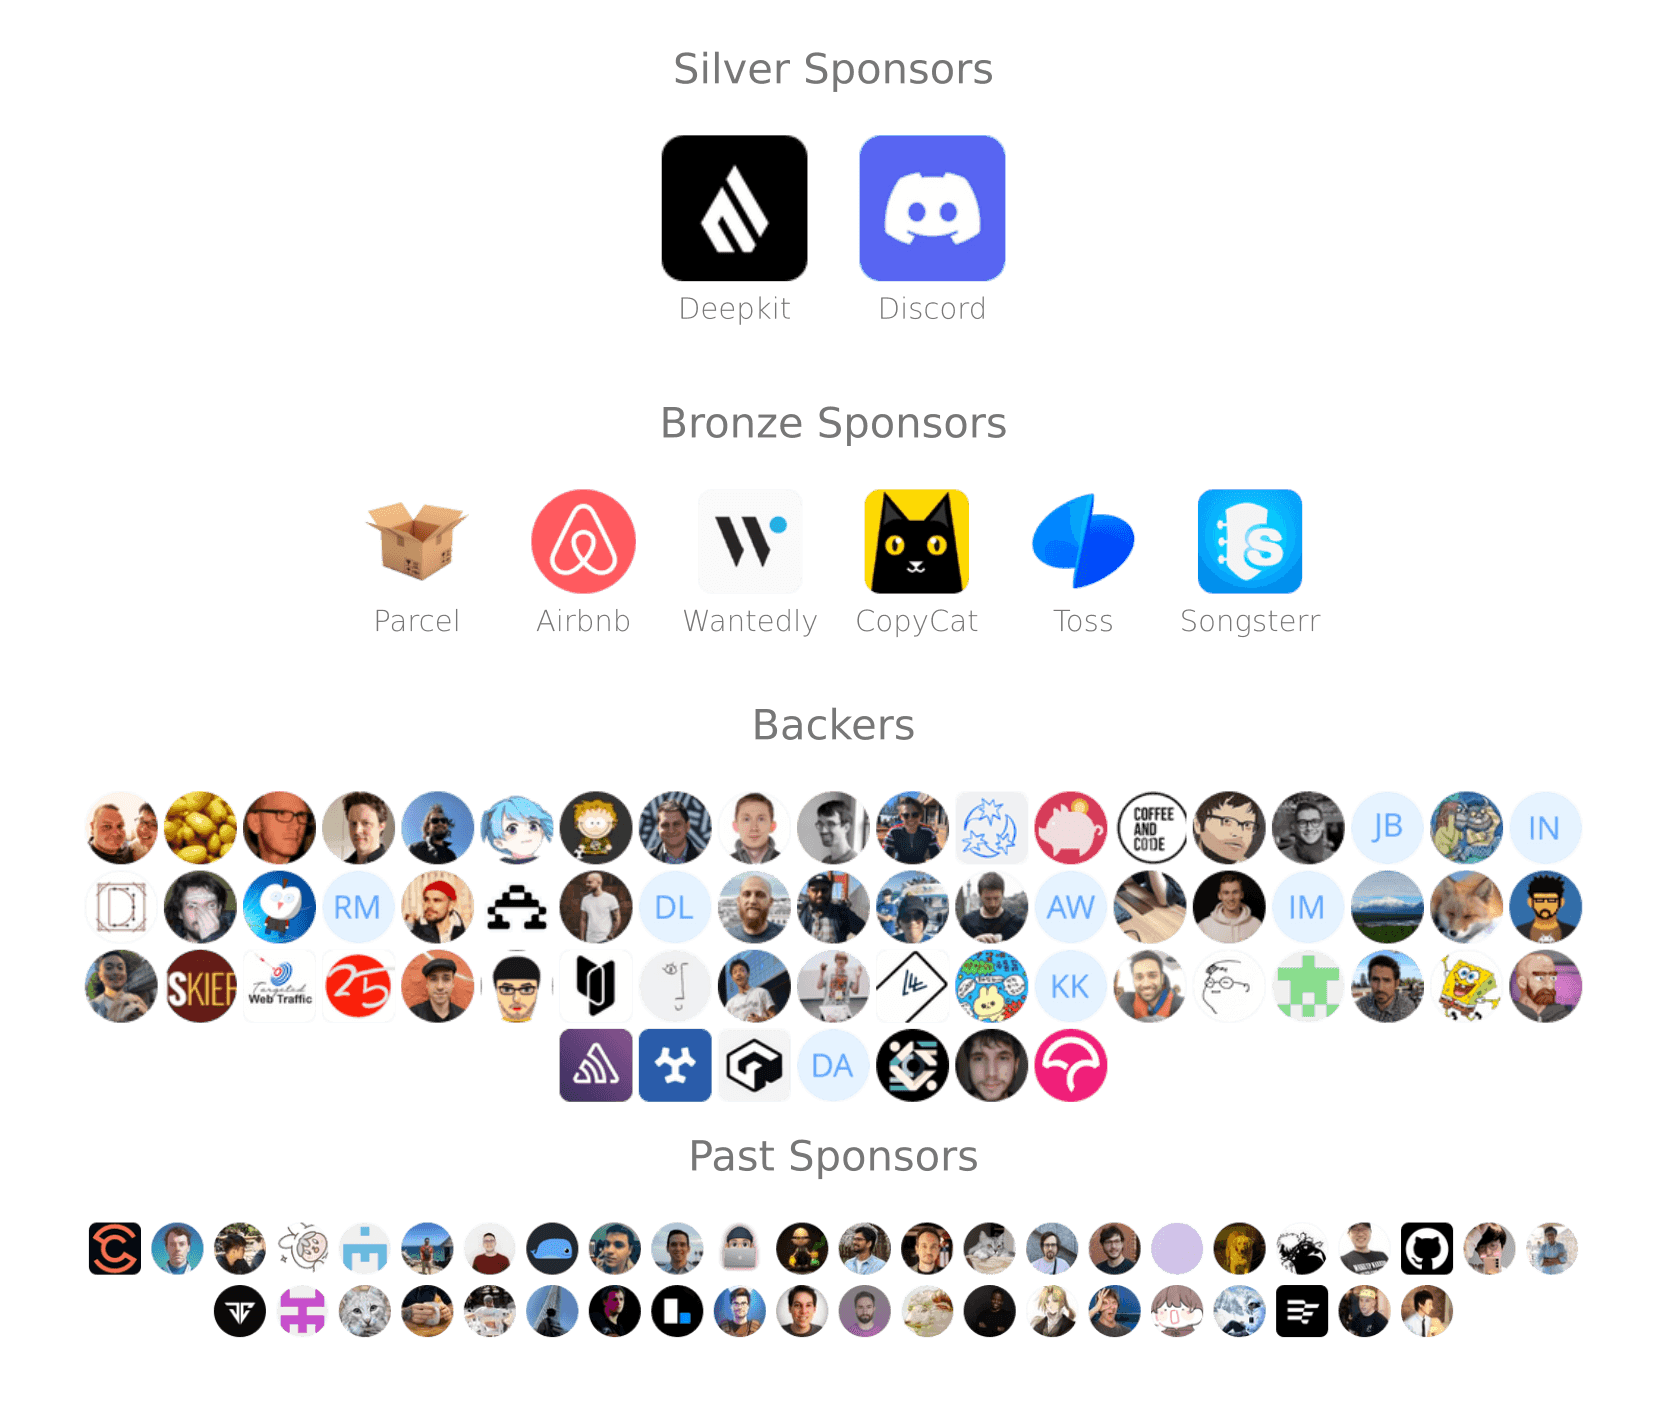 Silver Sponsors
Deepkit
Discord
Bronze Sponsors
Parcel
Airbnb
Wantedly
CopyCat
Toss
Songsterr
Backers
COFFEE
AND
CODE
JB
IN
RM
DL
AW
IM
SKIEF
25
Targeted
Web Traffic
KK
DA
Past Sponsors